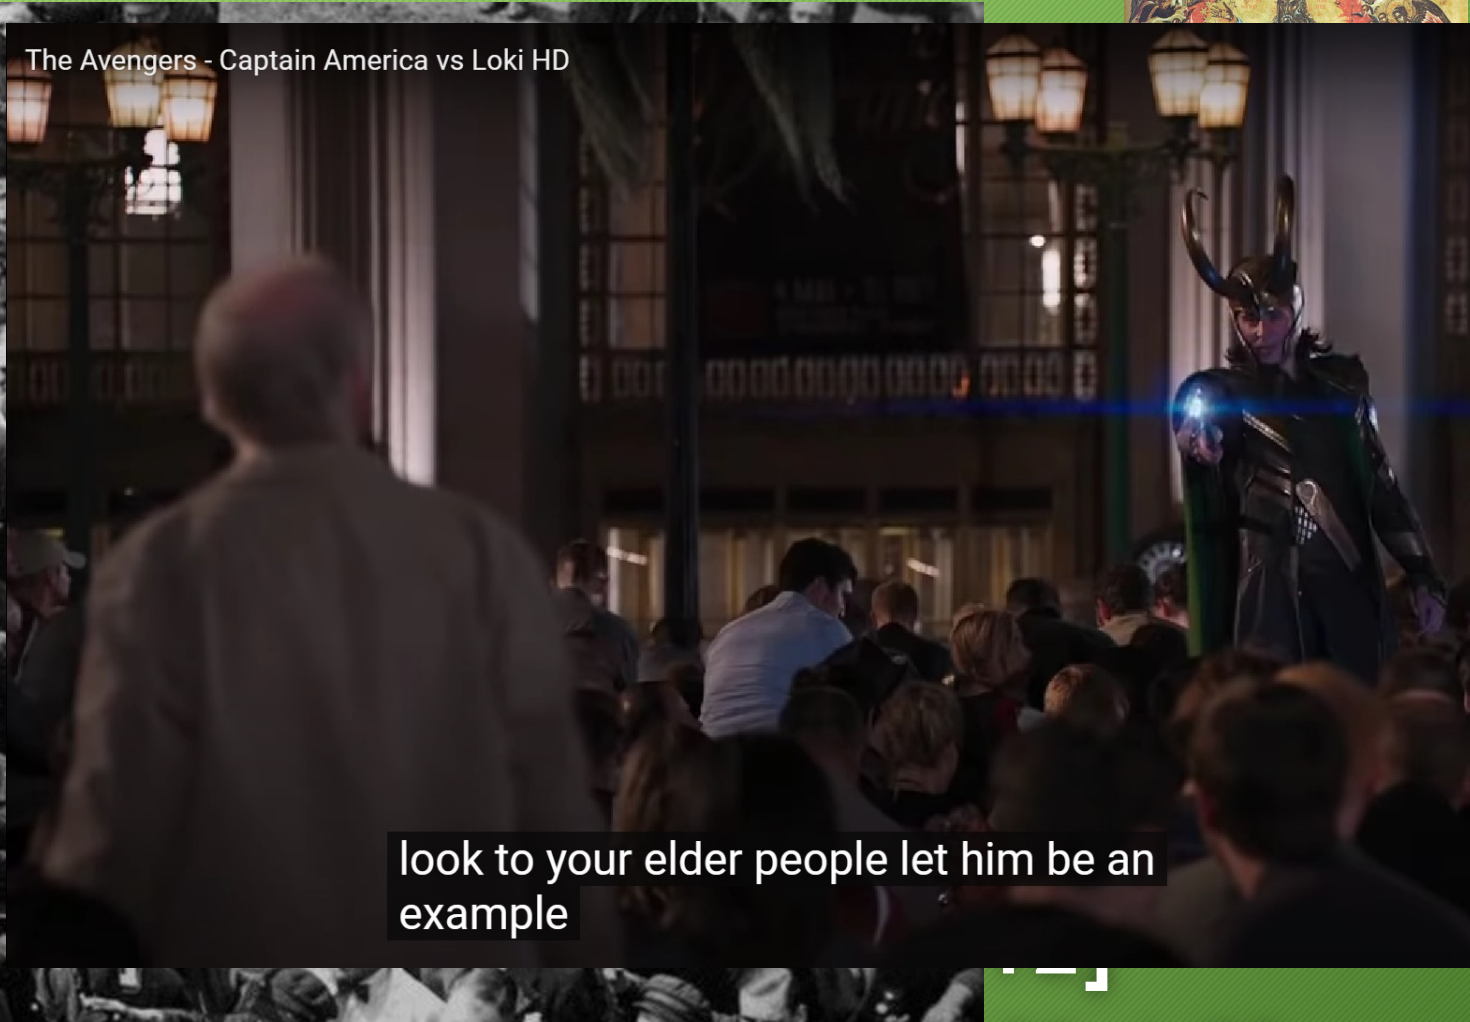 The Avengers - Captain America vs Loki HD
look to your elder people let him be an
example